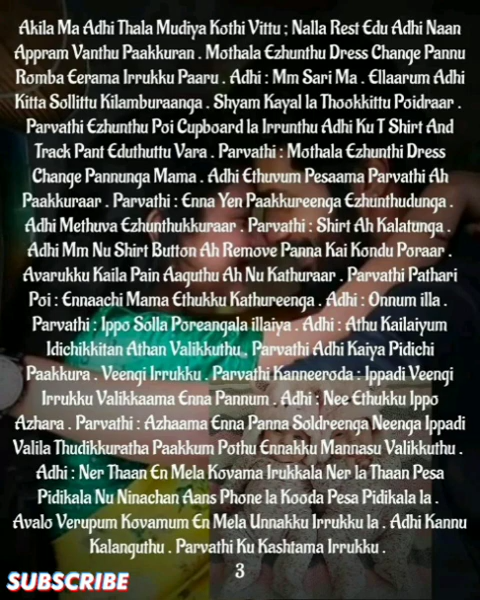 Akila Ma Adhi Thala Mudiya Kothi Vittu ; Nalla Rest Edu Adhi Naan
Appram Vanthu Paakkuran . Mothala Ezhunthu Dress Change Pannu
Romba Eerama Irrukku Paaru . Adhi : Mm Sari Ma . Ellaarum Adhi
Kitta Sollittu Kilamburaanga . Shyam Kayal la Thookkittu Poidraar .
Parvathi Ezhunthu Poi Cupboard la Irrunthu Adhi Ku T Shirt And
Track Pant Eduthuttu Vara . Parvathi : Mothala Ezhunthi Dress
Change Pannunga Mama . Adhi Ethuvum Pesaama Parvathi Ah
Paakkuraar . Parvathi : Enna Yen Paakkureenga Ezhunthudunga .
Adhi Methuva Ezhunthukkuraar . Parvathi : Shirt Ah Kalatunga .
Adhi Mm Nu Shirt Button Ah Remove Panna Kai Kondu Poraar .
Avarukku Kaila Pain Aaguthu Ah Nu Kathuraar . Parvathi Pathari
Poi : Ennaachi Mama Ethukku Kathureenga . Adhi : Onnum illa .
Parvathi : Ippo Solla Poreangala illaiya . Adhi : Athu Kailaiyum
Idichikkitan Athan Valikkuthu . Parvathi Adhi Kaiya Pidichi
Paakkura . Veengi Irrukku . Parvathi Kanneeroda : Ippadi Veengi
Irrukku Valikkaama Enna Pannum . Adhi : Nee Ethukku Ippo
Azhara . Parvathi : Azhaama Enna Panna Soldreenga Neenga Ippadi
Valila Thudikkuratha Paakkum Pothu Ennakku Mannasu Valikkuthu .
Adhi : Ner Thaan En Mela Kovama Irukkala Ner la Thaan Pesa
Pidikala Nu Ninachan Aans Phone la Kooda Pesa Pidikala la .
Avalo Verupum Kovamum En Mela Unnakku Irrukku la . Adhi Kannu
Kalanguthu . Parvathi Ku Kashtama Irrukku .
3
SUBSCRIBE